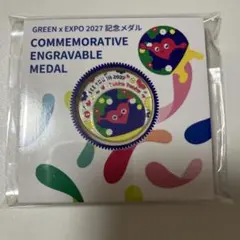 GREEN x EXPO 2027 記念メダル
COMMEMORATIVE
ENGRAVABLE
MEDAL